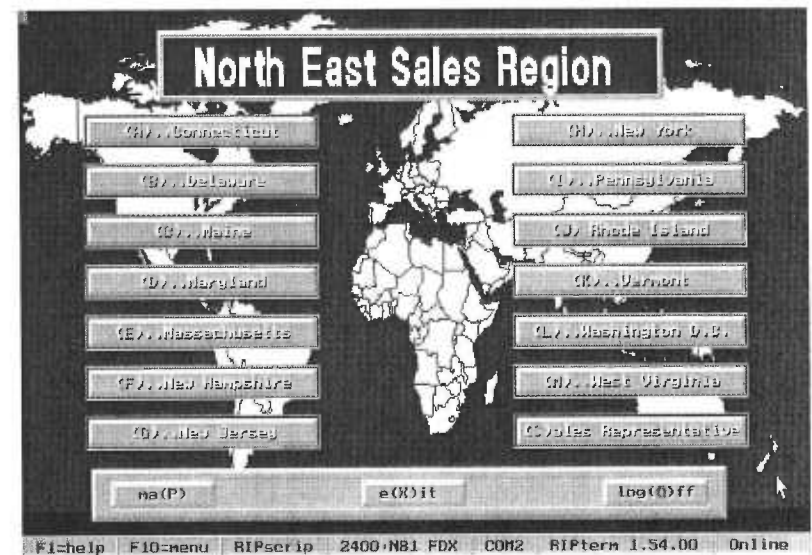 North East Sales Region
(A)..Connecticut
(B)..Delaware
(C)..Maine
(D)..Maryland
(E)..Massachusetts
(F)..New Hampshire
(G)..New Jersey
(H)..New York
(I)..Pennsylvania
(J) Rhode Island
(K)..Vermont
(L)..Washington D.C.
(M)..West Virginia
(S)ales Representative
ma(P) e(X)it log(O)ff
F1=help F10=menu RIPscrip 2400·N81 FDX COM2 RIPterm 1.54.00 Online